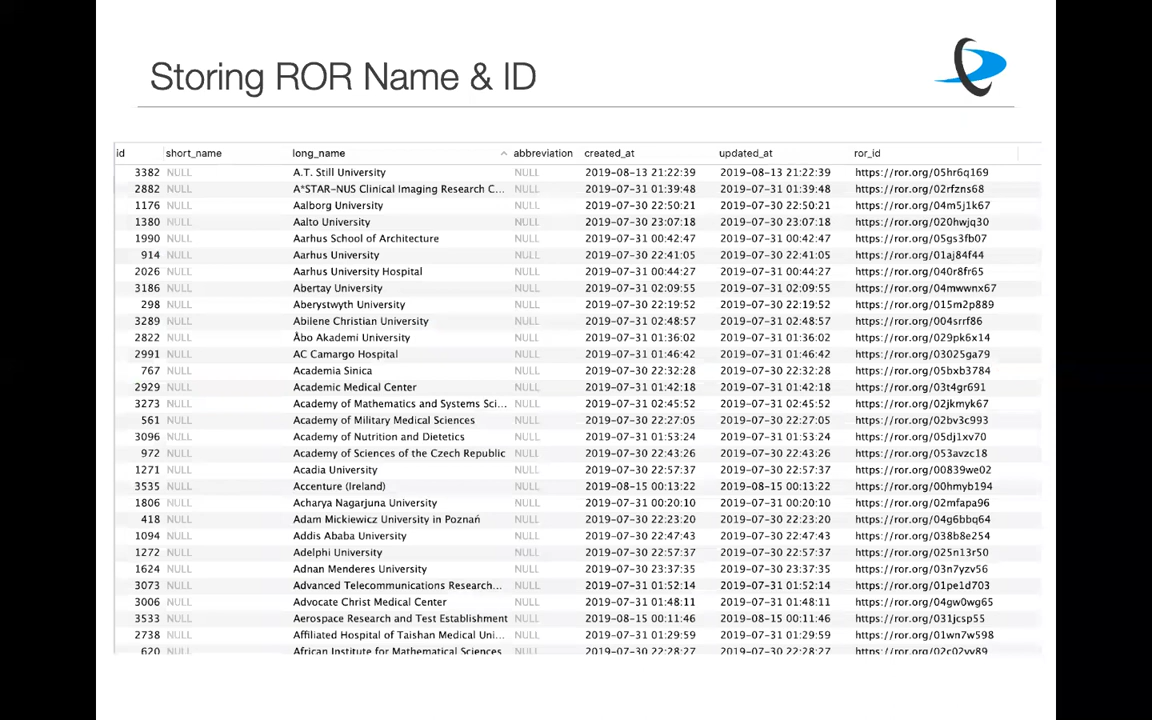 Storing ROR Name & ID
id short_name long_name abbreviation created_at updated_at ror_id
3382 NULL A.T. Still University NULL 2019-08-13 21:22:39 2019-08-13 21:22:39 https://ror.org/05hr6q169
2882 NULL A*STAR-NUS Clinical Imaging Research C... NULL 2019-07-31 01:39:48 2019-07-31 01:39:48 https://ror.org/02rfzns68
1176 NULL Aalborg University NULL 2019-07-30 22:50:21 2019-07-30 22:50:21 https://ror.org/04m5j1k67
1380 NULL Aalto University NULL 2019-07-30 23:07:18 2019-07-30 23:07:18 https://ror.org/020hwjq30
1990 NULL Aarhus School of Architecture NULL 2019-07-31 00:42:47 2019-07-31 00:42:47 https://ror.org/05gs3fb07
914 NULL Aarhus University NULL 2019-07-30 22:41:05 2019-07-30 22:41:05 https://ror.org/01aj84f44
2026 NULL Aarhus University Hospital NULL 2019-07-31 00:44:27 2019-07-31 00:44:27 https://ror.org/040r8fr65
3186 NULL Abertay University NULL 2019-07-31 02:09:55 2019-07-31 02:09:55 https://ror.org/04mwwnx67
298 NULL Aberystwyth University NULL 2019-07-30 22:19:52 2019-07-30 22:19:52 https://ror.org/015m2p889
3289 NULL Abilene Christian University NULL 2019-07-31 02:48:57 2019-07-31 02:48:57 https://ror.org/004srrf86
2822 NULL Åbo Akademi University NULL 2019-07-31 01:36:02 2019-07-31 01:36:02 https://ror.org/029pk6x14
2991 NULL AC Camargo Hospital NULL 2019-07-31 01:46:42 2019-07-31 01:46:42 https://ror.org/03025ga79
767 NULL Academia Sinica NULL 2019-07-30 22:32:28 2019-07-30 22:32:28 https://ror.org/05bxb3784
2929 NULL Academic Medical Center NULL 2019-07-31 01:42:18 2019-07-31 01:42:18 https://ror.org/03t4gr691
3273 NULL Academy of Mathematics and Systems Sci... NULL 2019-07-31 02:45:52 2019-07-31 02:45:52 https://ror.org/02jkmyk67
561 NULL Academy of Military Medical Sciences NULL 2019-07-30 22:27:05 2019-07-30 22:27:05 https://ror.org/02bv3c993
3096 NULL Academy of Nutrition and Dietetics NULL 2019-07-31 01:53:24 2019-07-31 01:53:24 https://ror.org/05dj1xv70
972 NULL Academy of Sciences of the Czech Republic NULL 2019-07-30 22:43:26 2019-07-30 22:43:26 https://ror.org/053avzc18
1271 NULL Acadia University NULL 2019-07-30 22:57:37 2019-07-30 22:57:37 https://ror.org/00839we02
3535 NULL Accenture (Ireland) NULL 2019-08-15 00:13:22 2019-08-15 00:13:22 https://ror.org/00hmyb194
1806 NULL Acharya Nagarjuna University NULL 2019-07-31 00:20:10 2019-07-31 00:20:10 https://ror.org/02mfapa96
418 NULL Adam Mickiewicz University in Poznań NULL 2019-07-30 22:23:20 2019-07-30 22:23:20 https://ror.org/04g6bbq64
1094 NULL Addis Ababa University NULL 2019-07-30 22:47:43 2019-07-30 22:47:43 https://ror.org/038b8e254
1272 NULL Adelphi University NULL 2019-07-30 22:57:37 2019-07-30 22:57:37 https://ror.org/025n13r50
1624 NULL Adnan Menderes University NULL 2019-07-30 23:37:35 2019-07-30 23:37:35 https://ror.org/03n7yzv56
3073 NULL Advanced Telecommunications Research... NULL 2019-07-31 01:52:14 2019-07-31 01:52:14 https://ror.org/01pe1d703
3006 NULL Advocate Christ Medical Center NULL 2019-07-31 01:48:11 2019-07-31 01:48:11 https://ror.org/04gw0wg65
3533 NULL Aerospace Research and Test Establishment NULL 2019-08-15 00:11:46 2019-08-15 00:11:46 https://ror.org/031jcsp55
2738 NULL Affiliated Hospital of Taishan Medical Uni... NULL 2019-07-31 01:29:59 2019-07-31 01:29:59 https://ror.org/01wn7w598
620 NULL African Institute for Mathematical Sciences NULL 2019-07-30 22:28:27 2019-07-30 22:28:27